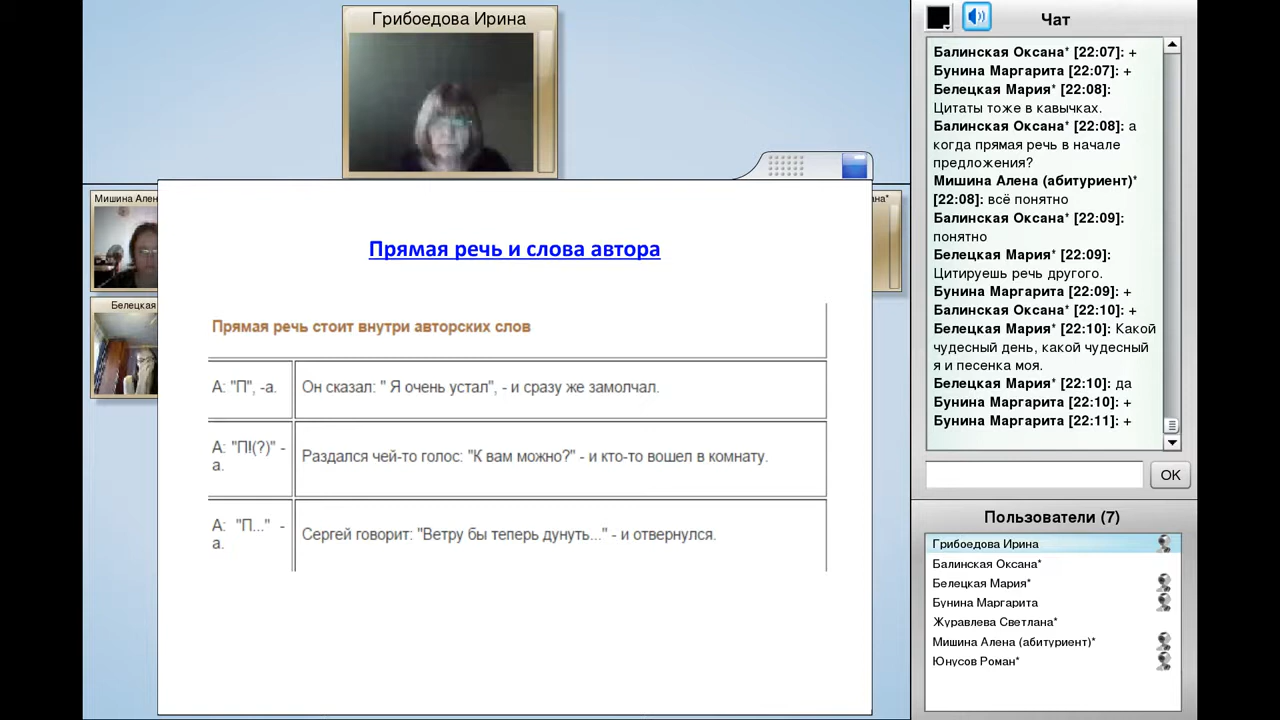 Грибоедова Ирина
Мишина Ален
ана*
Белецкая
Прямая речь и слова автора
Прямая речь стоит внутри авторских слов
А: "П", -а.
Он сказал: " Я очень устал", - и сразу же замолчал.
А: "П!(?)" -
а.
Раздался чей-то голос: "К вам можно?" - и кто-то вошел в комнату.
А: "П..." -
а.
Сергей говорит: "Ветру бы теперь дунуть..." - и отвернулся.
Чат
Балинская Оксана* [22:07]: +
Бунина Маргарита [22:07]: +
Белецкая Мария* [22:08]:
Цитаты тоже в кавычках.
Балинская Оксана* [22:08]: а
когда прямая речь в начале
предложения?
Мишина Алена (абитуриент)*
[22:08]: всё понятно
Балинская Оксана* [22:09]:
понятно
Белецкая Мария* [22:09]:
Цитируешь речь другого.
Бунина Маргарита [22:09]: +
Балинская Оксана* [22:10]: +
Белецкая Мария* [22:10]: Какой
чудесный день, какой чудесный
я и песенка моя.
Белецкая Мария* [22:10]: да
Бунина Маргарита [22:10]: +
Бунина Маргарита [22:11]: +
OK
Пользователи (7)
Грибоедова Ирина
Балинская Оксана*
Белецкая Мария*
Бунина Маргарита
Журавлева Светлана*
Мишина Алена (абитуриент)*
Юнусов Роман*